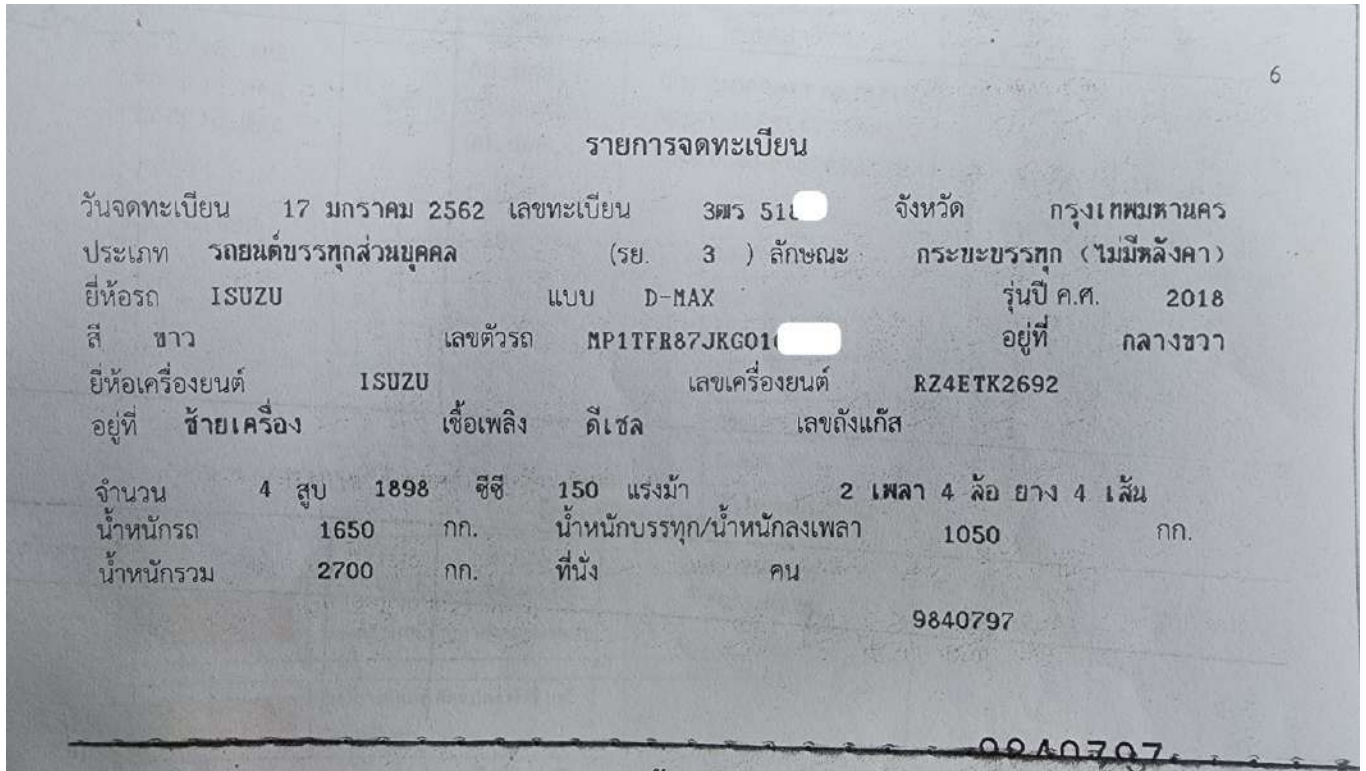 6
รายการจดทะเบียน
วันจดทะเบียน 17 มกราคม 2562 เลขทะเบียน 3ฒร 518 จังหวัด กรุงเทพมหานคร
ประเภท รถยนต์บรรทุกส่วนบุคคล (รย. 3 ) ลักษณะ กระบะบรรทุก (ไม่มีหลังคา)
ยี่ห้อรถ ISUZU แบบ D-MAX รุ่นปี ค.ศ. 2018
สี ขาว เลขตัวรถ MP1TFR87JKG01 อยู่ที่ กลางขวา
ยี่ห้อเครื่องยนต์ ISUZU เลขเครื่องยนต์ RZ4ETK2692
อยู่ที่ ซ้ายเครื่อง เชื้อเพลิง ดีเซล เลขถังแก๊ส
จำนวน 4 สูบ 1898 ซีซี 150 แรงม้า 2 เพลา 4 ล้อ ยาง 4 เส้น
น้ำหนักรถ 1650 กก. น้ำหนักบรรทุก/น้ำหนักลงเพลา 1050 กก.
น้ำหนักรวม 2700 กก. ที่นั่ง คน
9840797
9840797